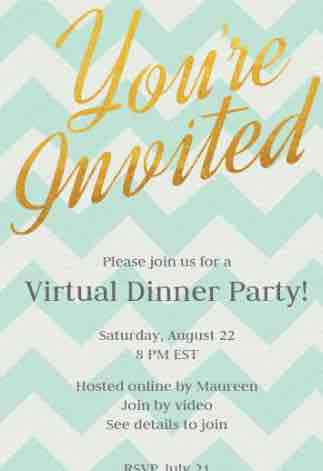 You're
Invited
Please join us for a
Virtual Dinner Party!
Saturday, August 22
8 PM EST
Hosted online by Maureen
Join by video
See details to join
RSVP July 21